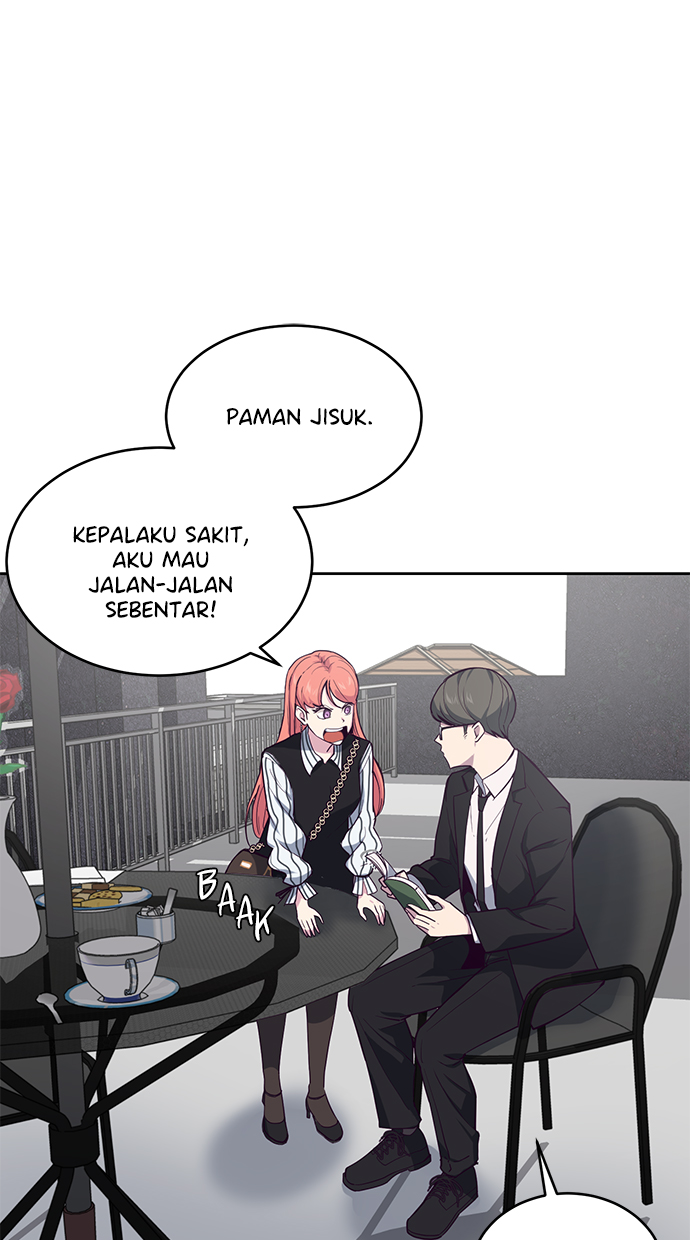 PAMAN JISUK.
KEPALAKU SAKIT,
AKU MAU
JALAN-JALAN
SEBENTAR!
BAAK